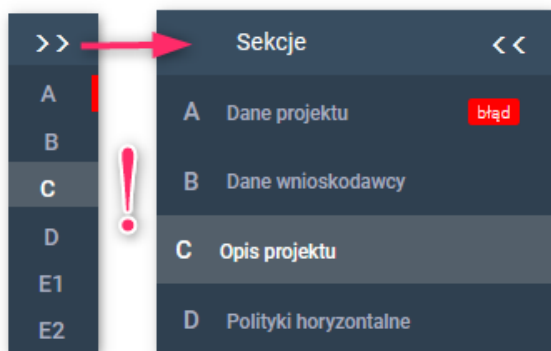 >>
A
B
C
D
E1
E2
!
Sekcje <<
A Dane projektu błąd
B Dane wnioskodawcy
C Opis projektu
D Polityki horyzontalne